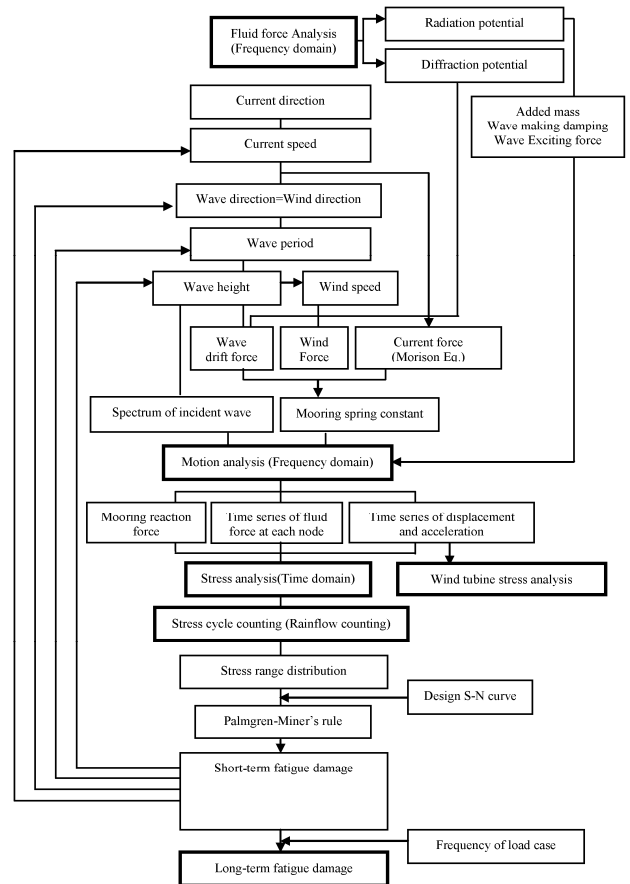 Fluid force Analysis
(Frequency domain)
Radiation potential
Diffraction potential
Added mass
Wave making damping
Wave Exciting force
Current direction
Current speed
Wave direction=Wind direction
Wave period
Wave height
Wind speed
Wave
drift force
Wind
Force
Current force
(Morison Eq.)
Spectrum of incident wave
Mooring spring constant
Motion analysis (Frequency domain)
Mooring reaction
force
Time series of fluid
force at each node
Time series of displacement
and acceleration
Stress analysis(Time domain)
Wind tubine stress analysis
Stress cycle counting (Rainflow counting)
Stress range distribution
Design S-N curve
Palmgren-Miner’s rule
Short-term fatigue damage
Frequency of load case
Long-term fatigue damage